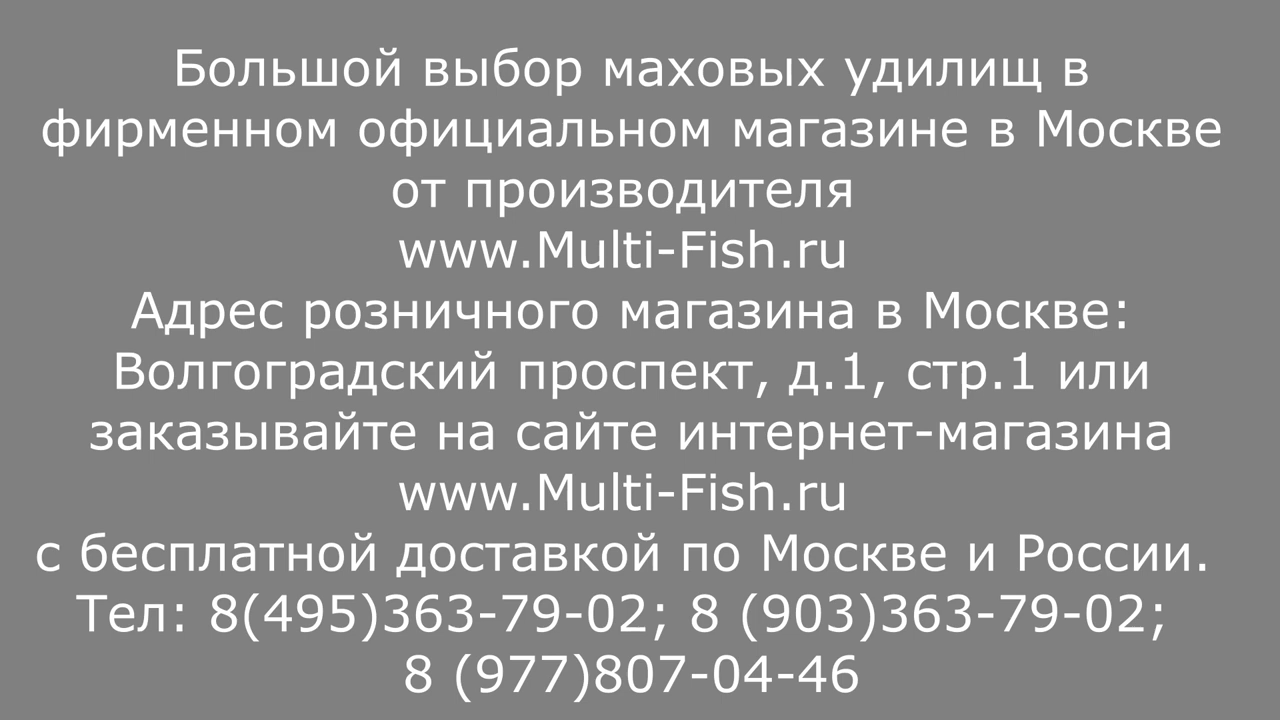 Большой выбор маховых удилищ в
фирменном официальном магазине в Москве
от производителя
www.Multi-Fish.ru
Адрес розничного магазина в Москве:
Волгоградский проспект, д.1, стр.1 или
заказывайте на сайте интернет-магазина
www.Multi-Fish.ru
с бесплатной доставкой по Москве и России.
Тел: 8(495)363-79-02; 8 (903)363-79-02;
8 (977)807-04-46